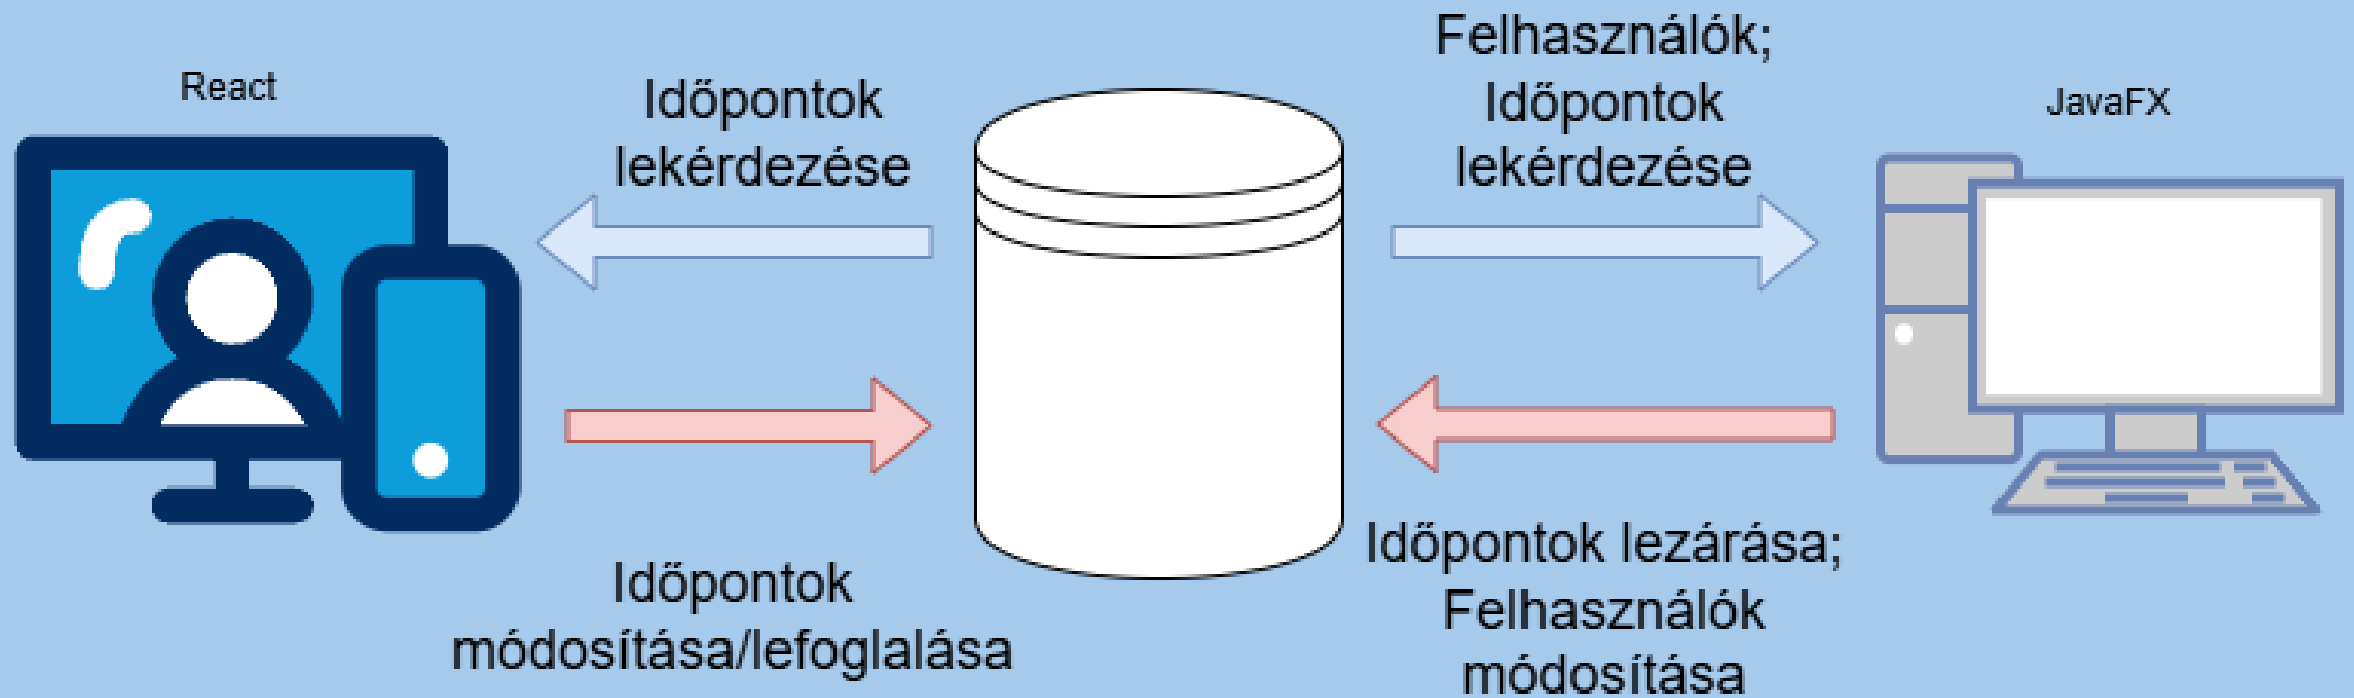 React
Időpontok
lekérdezése
Felhasználók;
Időpontok
lekérdezése
JavaFX
Időpontok
módosítása/lefoglalása
Időpontok lezárása;
Felhasználók
módosítása